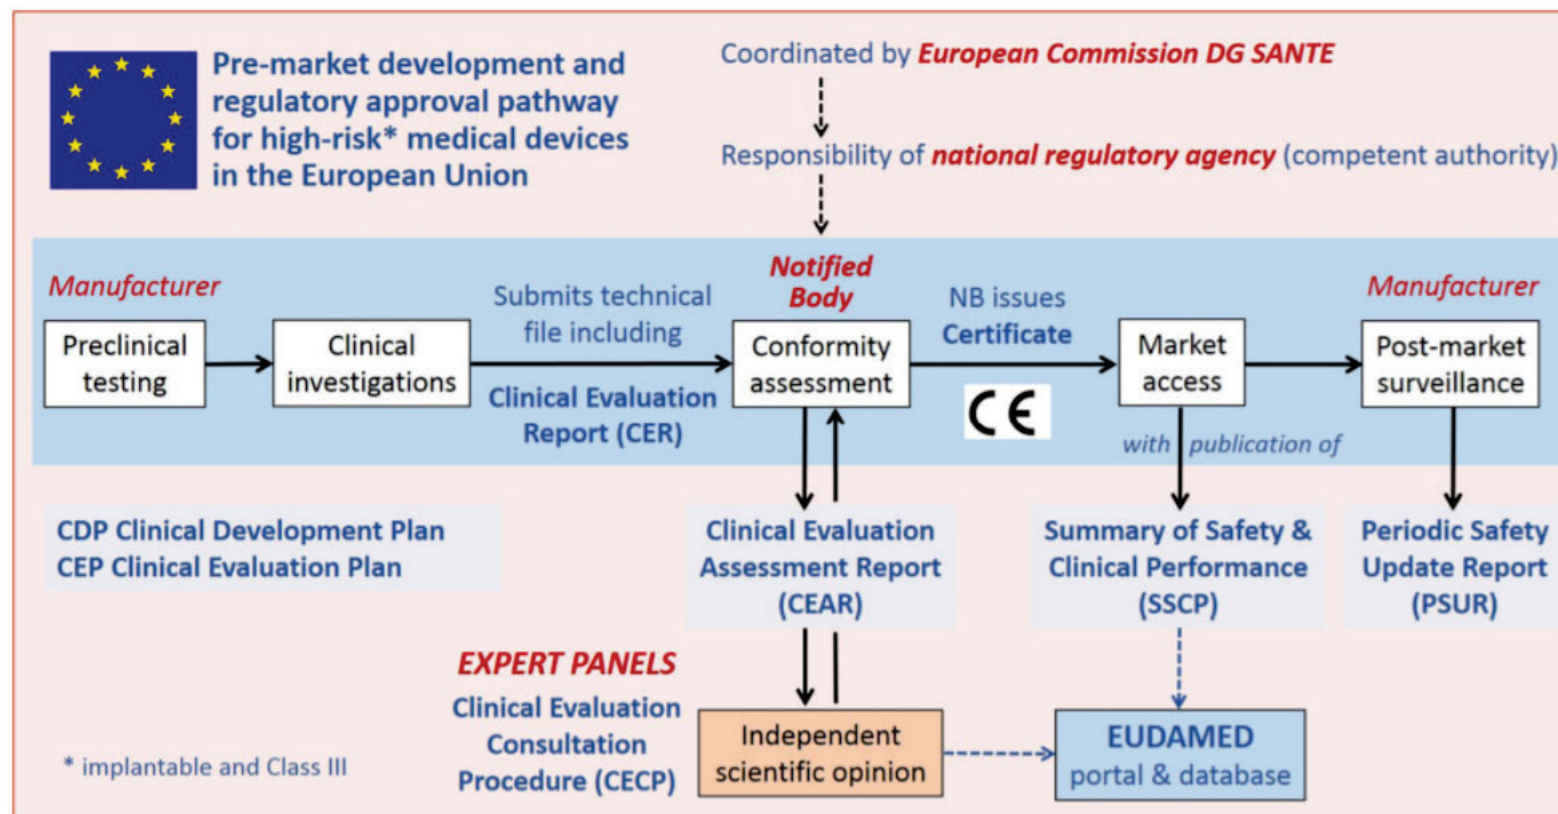 Pre-market development and
regulatory approval pathway
for high-risk* medical devices
in the European Union
Coordinated by European Commission DG SANTE
Responsibility of national regulatory agency (competent authority)
Manufacturer
Preclinical
testing
Clinical
investigations
Submits technical
file including
Clinical Evaluation
Report (CER)
Notified
Body
Conformity
assessment
NB issues
Certificate
CE
Market
access
with publication of
Manufacturer
Post-market
surveillance
CDP Clinical Development Plan
CEP Clinical Evaluation Plan
Clinical Evaluation
Assessment Report
(CEAR)
Summary of Safety &
Clinical Performance
(SSCP)
Periodic Safety
Update Report
(PSUR)
EXPERT PANELS
Clinical Evaluation
Consultation
Procedure (CECP)
Independent
scientific opinion
EUDAMED
portal & database
* implantable and Class III